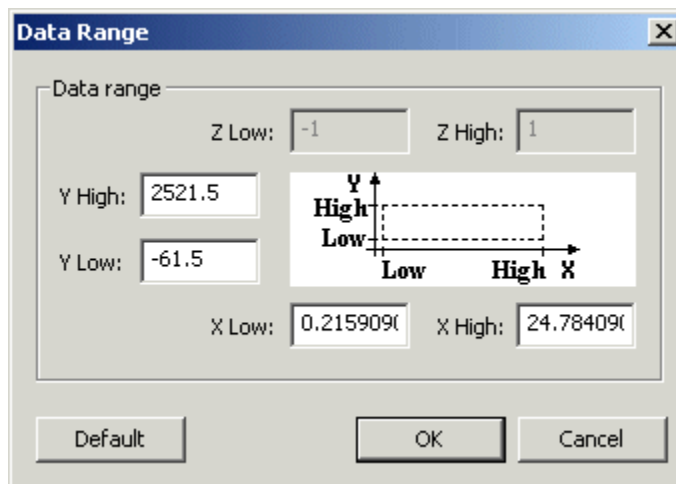 Data Range
Data range
Z Low: -1 Z High: 1
Y High: 2521.5
Y
High
Low
Low High X
Y Low: -61.5
X Low: 0.215909( X High: 24.78409(
Default OK Cancel